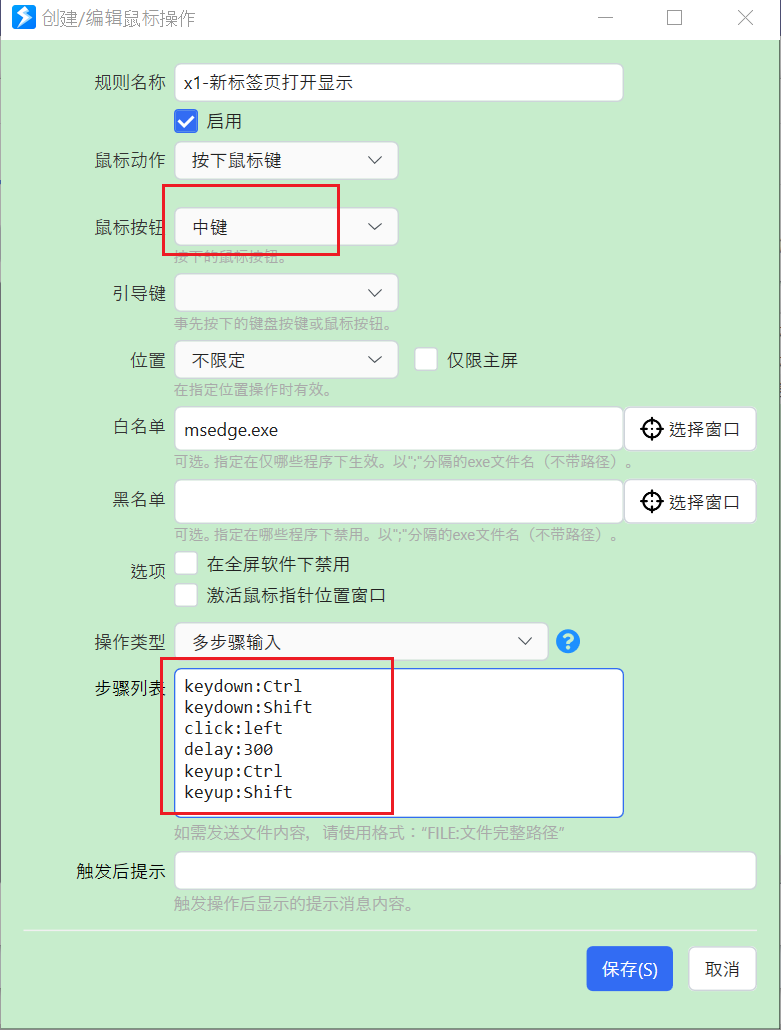 创建/编辑鼠标操作
规则名称 x1-新标签页打开显示
启用
鼠标动作 按下鼠标键
鼠标按钮 中键
按下的鼠标按钮。
引导键
事先按下的键盘按键或鼠标按钮。
位置 不限定 仅限主屏
在指定位置操作时有效。
白名单 msedge.exe 选择窗口
可选。指定在仅哪些程序下生效。以";"分隔的exe文件名（不带路径）。
黑名单 选择窗口
可选。指定在哪些程序下禁用。以";"分隔的exe文件名（不带路径）。
选项 在全屏软件下禁用
激活鼠标指针位置窗口
操作类型 多步骤输入 ?
步骤列表 keydown:Ctrl
keydown:Shift
click:left
delay:300
keyup:Ctrl
keyup:Shift
如需发送文件内容，请使用格式：“FILE:文件完整路径”
触发后提示
触发操作后显示的提示消息内容。
保存(S) 取消